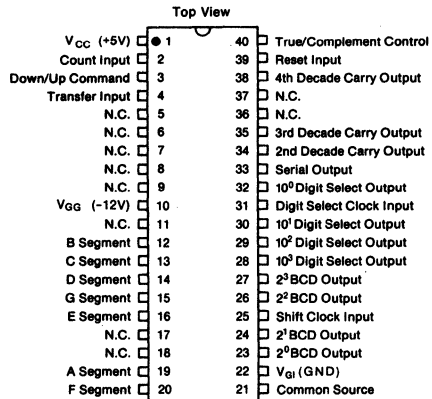 Top View
V_CC (+5V) 1 40 True/Complement Control
Count Input 2 39 Reset Input
Down/Up Command 3 38 4th Decade Carry Output
Transfer Input 4 37 N.C.
N.C. 5 36 N.C.
N.C. 6 35 3rd Decade Carry Output
N.C. 7 34 2nd Decade Carry Output
N.C. 8 33 Serial Output
N.C. 9 32 10⁰ Digit Select Output
V_GG (-12V) 10 31 Digit Select Clock Input
N.C. 11 30 10¹ Digit Select Output
B Segment 12 29 10² Digit Select Output
C Segment 13 28 10³ Digit Select Output
D Segment 14 27 2³ BCD Output
G Segment 15 26 2² BCD Output
E Segment 16 25 Shift Clock Input
N.C. 17 24 2¹ BCD Output
N.C. 18 23 2⁰ BCD Output
A Segment 19 22 V_GI (GND)
F Segment 20 21 Common Source